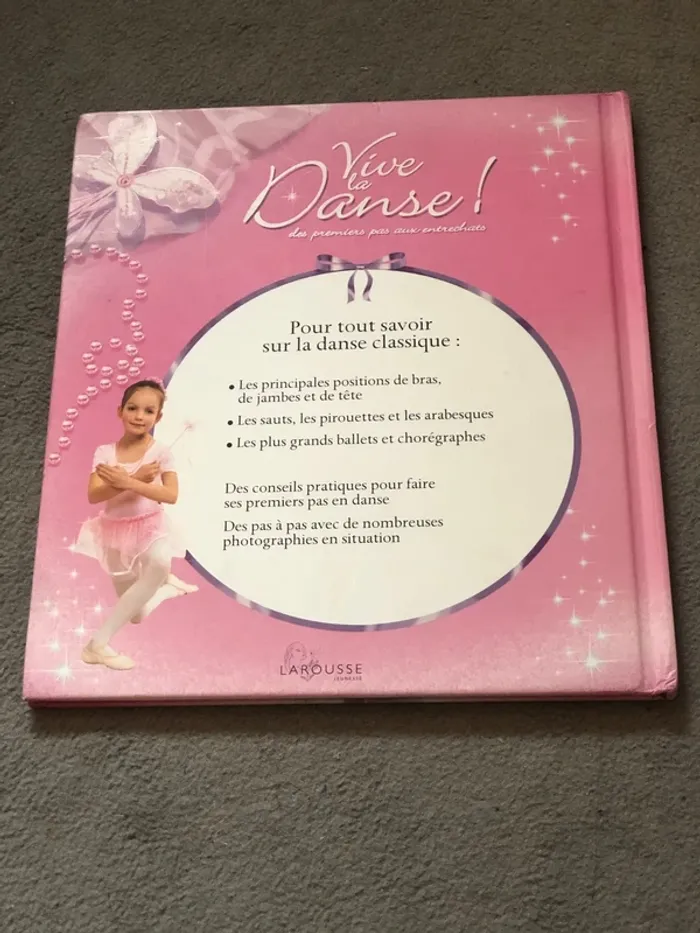 Vive
la
Danse !
des premiers pas aux entrechats
Pour tout savoir
sur la danse classique :
• Les principales positions de bras,
de jambes et de tête
• Les sauts, les pirouettes et les arabesques
• Les plus grands ballets et chorégraphes
Des conseils pratiques pour faire
ses premiers pas en danse
Des pas à pas avec de nombreuses
photographies en situation
LAROUSSE
JEUNESSE